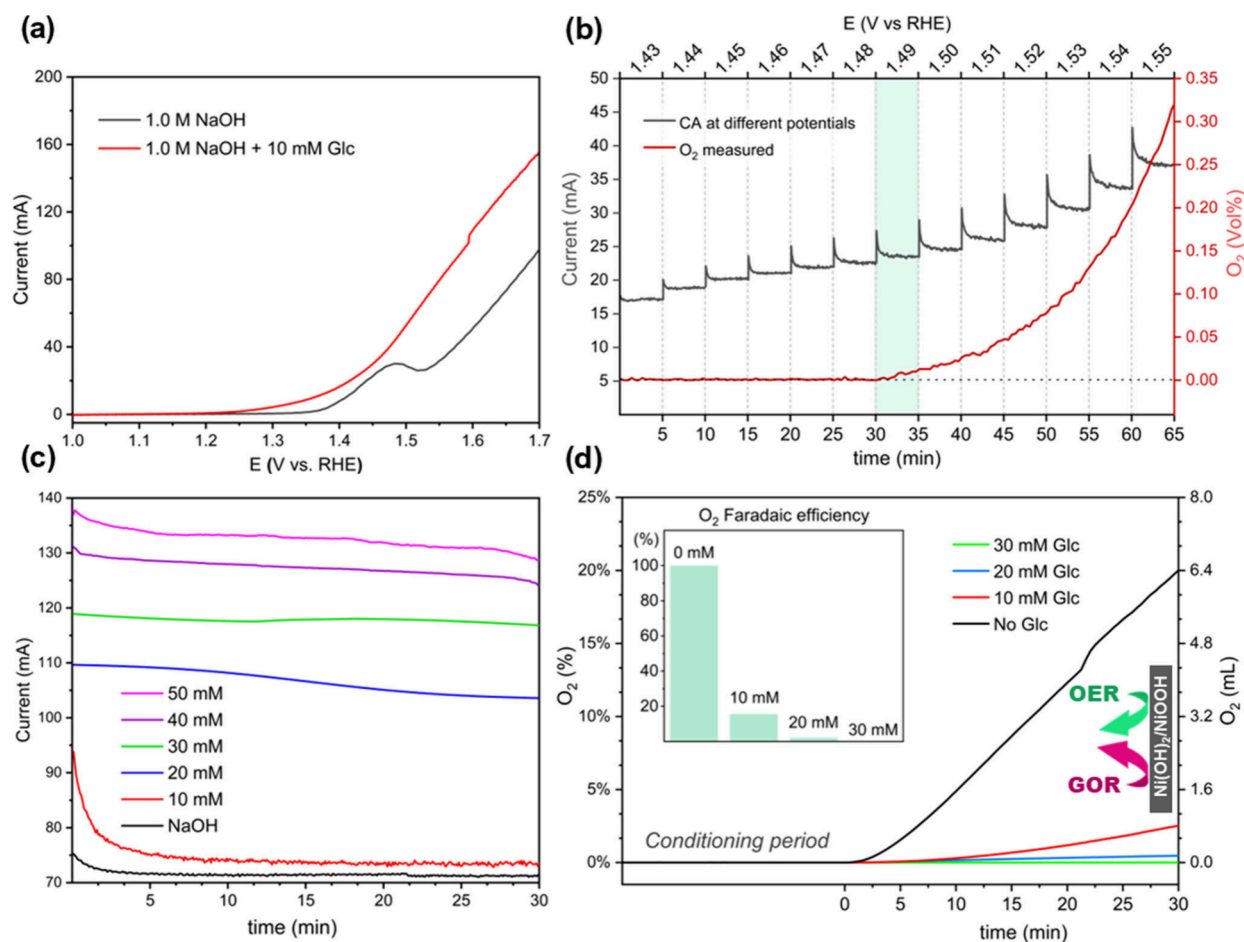 (a)
200
160
120
80
40
0
Current (mA)
1.0 M NaOH
1.0 M NaOH + 10 mM Glc
1.0 1.1 1.2 1.3 1.4 1.5 1.6 1.7
E (V vs. RHE)
(b)
E (V vs RHE)
1.43 1.44 1.45 1.46 1.47 1.48 1.49 1.50 1.51 1.52 1.53 1.54 1.55
50
45
40
35
30
25
20
15
10
5
Current (mA)
CA at different potentials
O₂ measured
0.35
0.30
0.25
0.20
0.15
0.10
0.05
0.00
O₂ (Vol%)
5 10 15 20 25 30 35 40 45 50 55 60 65
time (min)
(c)
140
130
120
110
100
90
80
70
Current (mA)
50 mM
40 mM
30 mM
20 mM
10 mM
NaOH
5 10 15 20 25 30
time (min)
(d)
25%
20%
15%
10%
5%
0%
O₂ (%)
O₂ Faradaic efficiency
(%)
100
80
60
40
20
0 mM
10 mM
20 mM
30 mM
30 mM Glc
20 mM Glc
10 mM Glc
No Glc
OER
GOR
Ni(OH)₂/NiOOH
Conditioning period
8.0
6.4
4.8
3.2
1.6
0.0
O₂ (mL)
0 5 10 15 20 25 30
time (min)